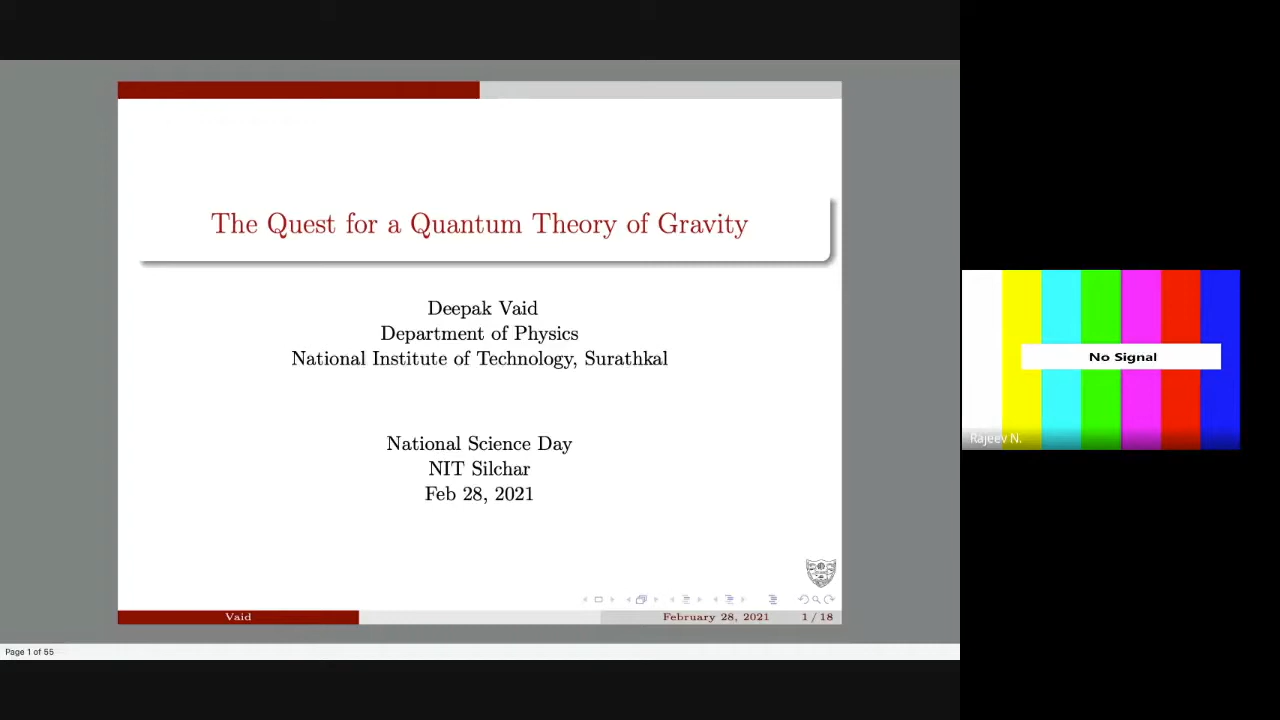 The Quest for a Quantum Theory of Gravity
Deepak Vaid
Department of Physics
National Institute of Technology, Surathkal
National Science Day
NIT Silchar
Feb 28, 2021
Vaid
February 28, 2021
1 / 18
Page 1 of 55
No Signal
Rajeev N.